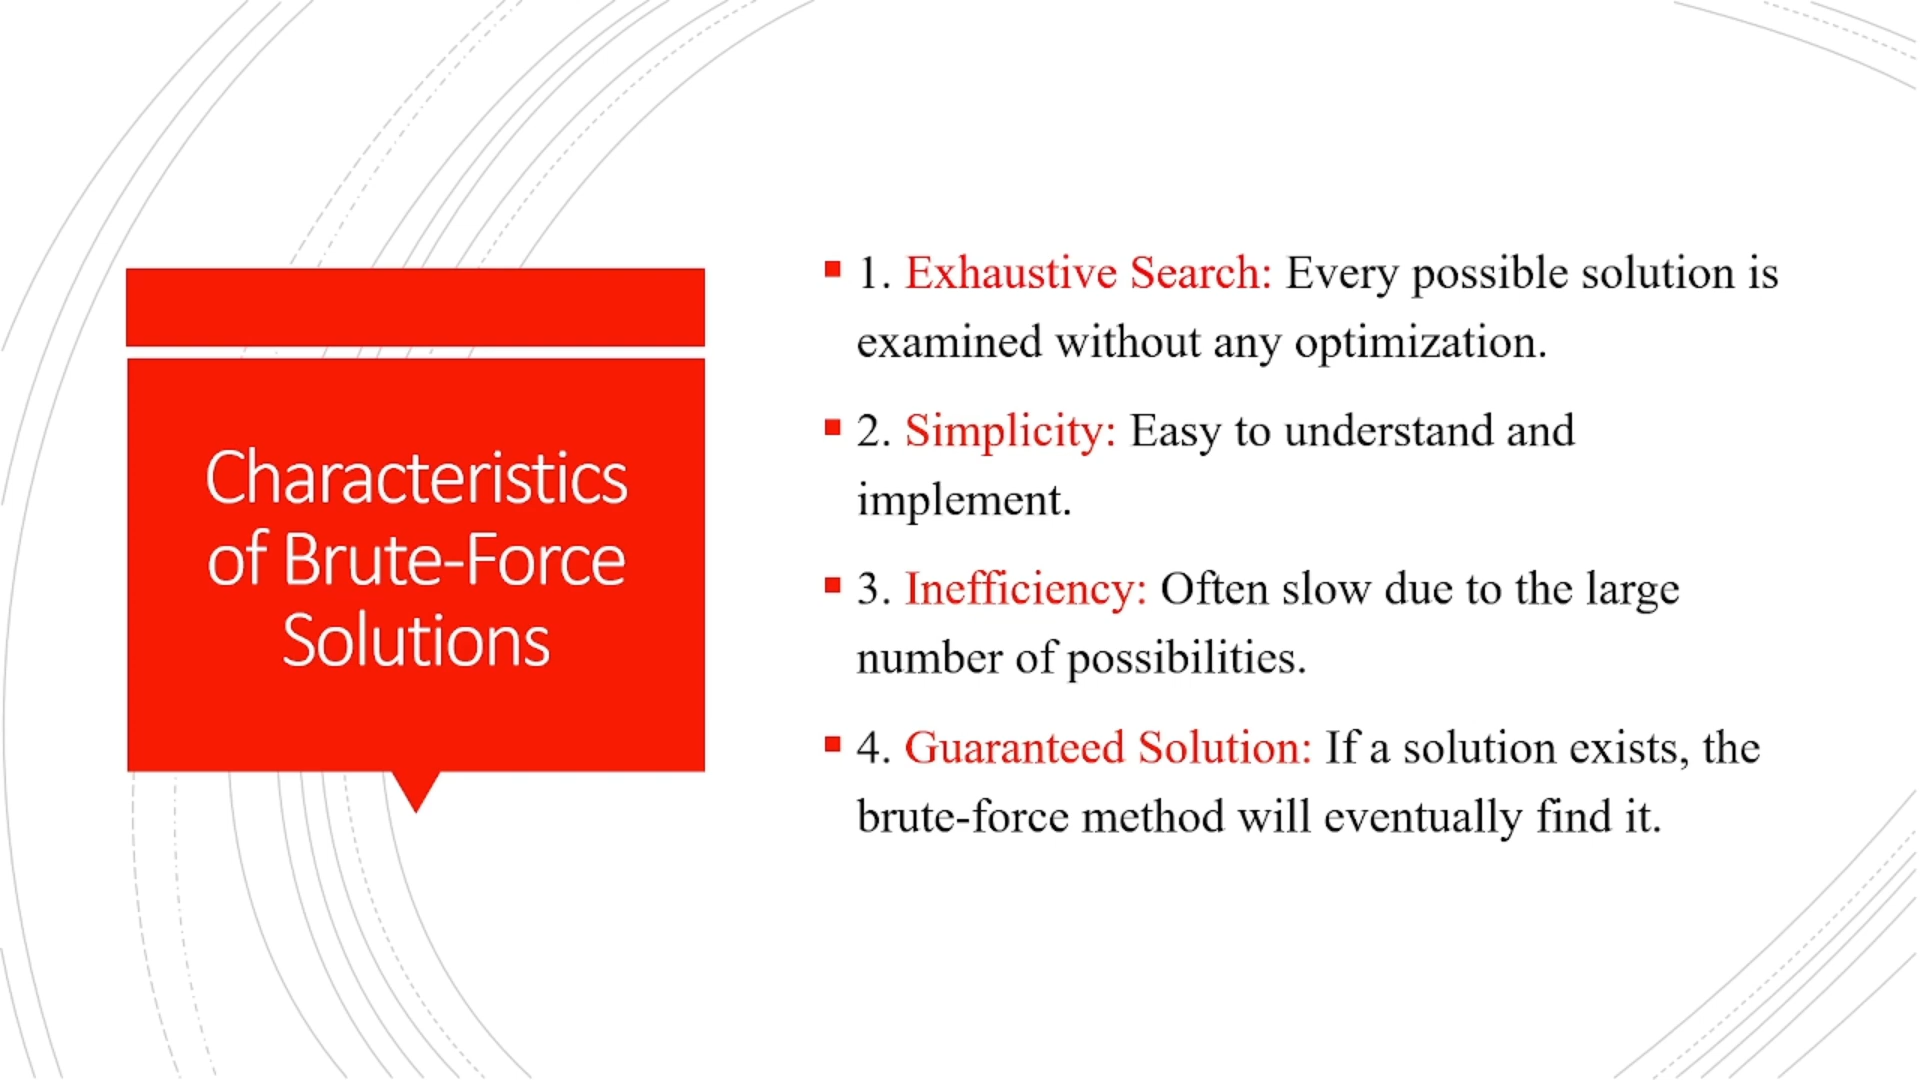 Characteristics
of Brute-Force
Solutions
1. Exhaustive Search: Every possible solution is
examined without any optimization.
2. Simplicity: Easy to understand and
implement.
3. Inefficiency: Often slow due to the large
number of possibilities.
4. Guaranteed Solution: If a solution exists, the
brute-force method will eventually find it.